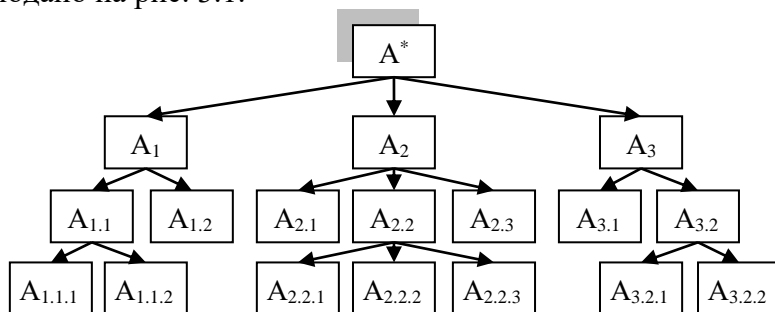 подано на рис. 3.1.
A*
A1 A2 A3
A1.1 A1.2 A2.1 A2.2 A2.3 A3.1 A3.2
A1.1.1 A1.1.2 A2.2.1 A2.2.2 A2.2.3 A3.2.1 A3.2.2